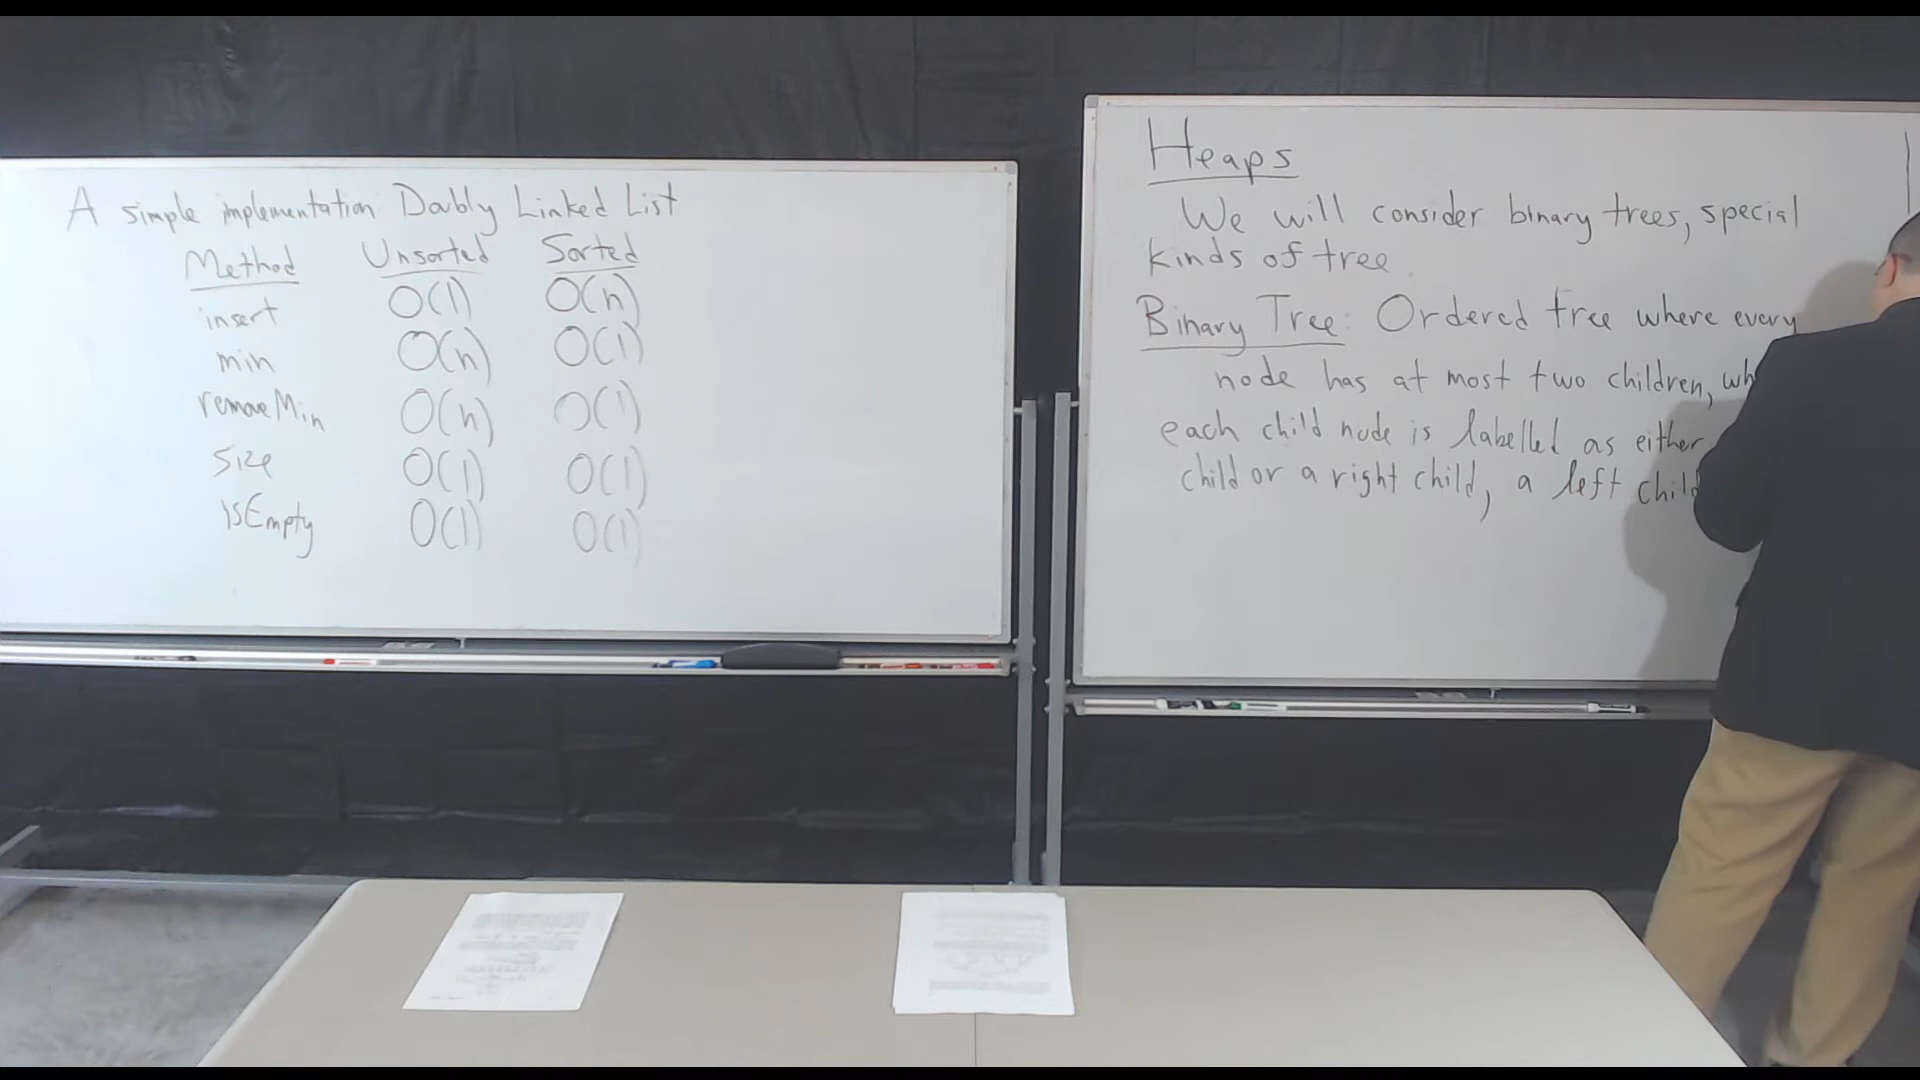 A simple implementation: Doubly Linked List
Method Unsorted Sorted
insert O(1) O(n)
min O(n) O(1)
removeMin O(n) O(1)
size O(1) O(1)
isEmpty O(1) O(1)
Heaps
We will consider binary trees, special
kinds of tree.
Binary Tree: Ordered tree where every
node has at most two children, wh
each child node is labelled as either
child or a right child, a left child